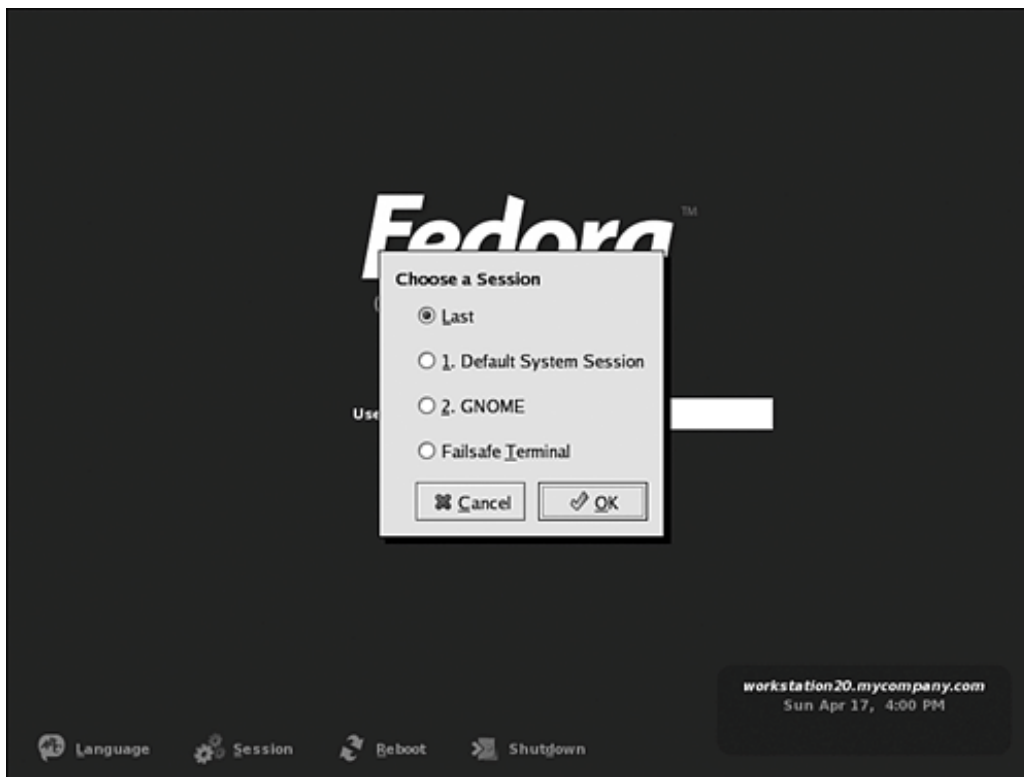 Fedora ™
Choose a Session
Last
1. Default System Session
2. GNOME
Failsafe Terminal
Cancel
OK
workstation20.mycompany.com
Sun Apr 17, 4:00 PM
Language
Session
Reboot
Shutdown